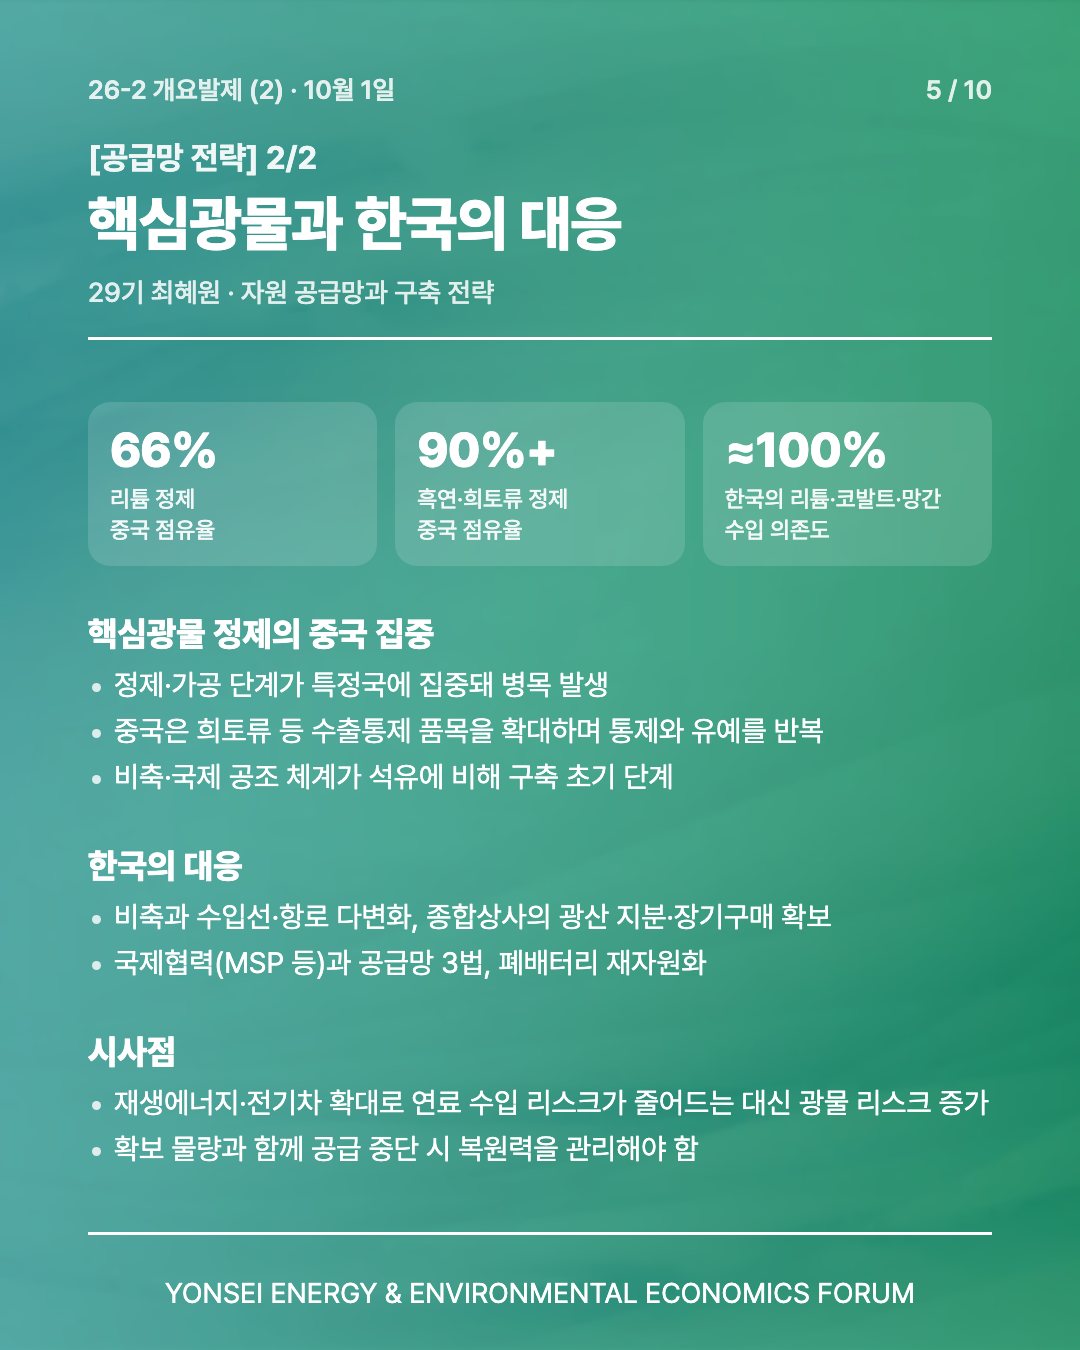 26-2 개요발제 (2) · 10월 1일
5 / 10
[공급망 전략] 2/2
핵심광물과 한국의 대응
29기 최혜원 · 자원 공급망과 구축 전략
66%
리튬 정제
중국 점유율
90%+
흑연·희토류 정제
중국 점유율
≈100%
한국의 리튬·코발트·망간
수입 의존도
핵심광물 정제의 중국 집중
• 정제·가공 단계가 특정국에 집중돼 병목 발생
• 중국은 희토류 등 수출통제 품목을 확대하며 통제와 유예를 반복
• 비축·국제 공조 체계가 석유에 비해 구축 초기 단계
한국의 대응
• 비축과 수입선·항로 다변화, 종합상사의 광산 지분·장기구매 확보
• 국제협력(MSP 등)과 공급망 3법, 폐배터리 재자원화
시사점
• 재생에너지·전기차 확대로 연료 수입 리스크가 줄어드는 대신 광물 리스크 증가
• 확보 물량과 함께 공급 중단 시 복원력을 관리해야 함
YONSEI ENERGY & ENVIRONMENTAL ECONOMICS FORUM